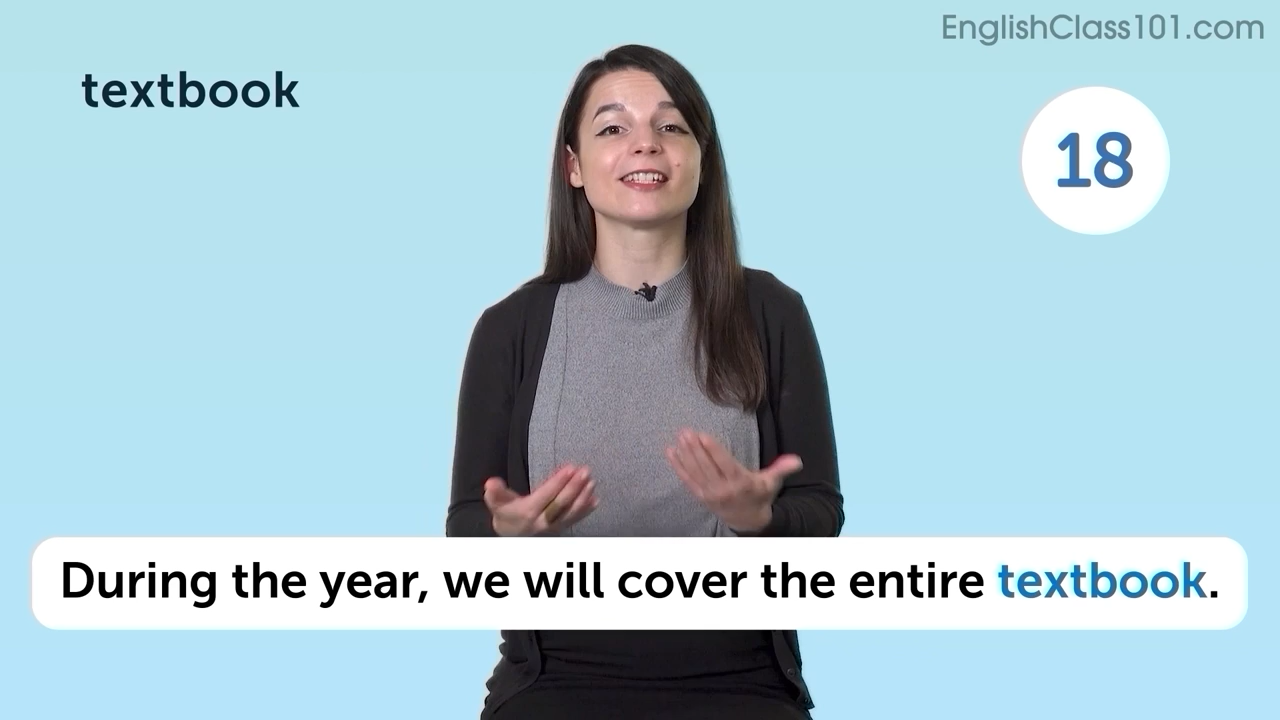 EnglishClass101.com
textbook
18
During the year, we will cover the entire textbook.